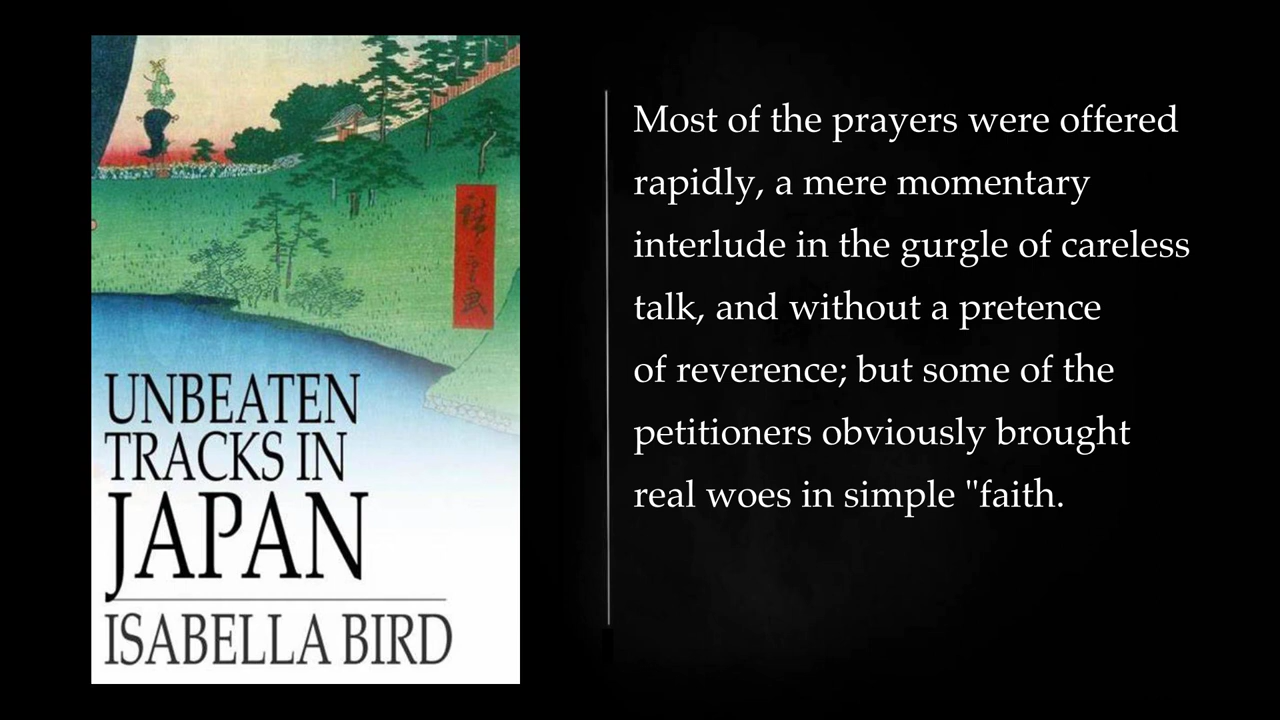 UNBEATEN
TRACKS IN
JAPAN
ISABELLA BIRD
Most of the prayers were offered
rapidly, a mere momentary
interlude in the gurgle of careless
talk, and without a pretence
of reverence; but some of the
petitioners obviously brought
real woes in simple "faith.